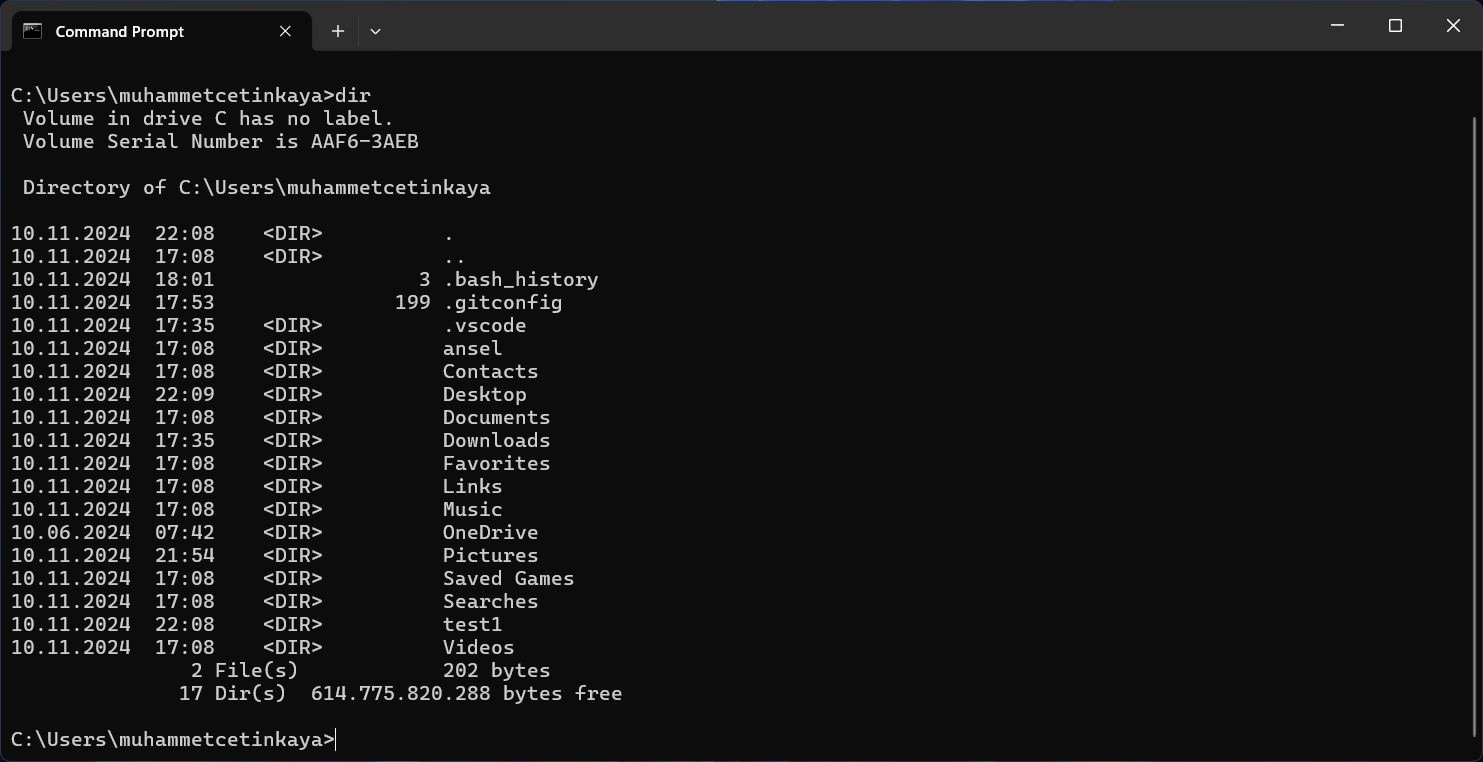 Command Prompt
C:\Users\muhammetcetinkaya>dir
 Volume in drive C has no label.
 Volume Serial Number is AAF6-3AEB

 Directory of C:\Users\muhammetcetinkaya

10.11.2024  22:08    <DIR>          .
10.11.2024  17:08    <DIR>          ..
10.11.2024  18:01                 3 .bash_history
10.11.2024  17:53               199 .gitconfig
10.11.2024  17:35    <DIR>          .vscode
10.11.2024  17:08    <DIR>          ansel
10.11.2024  17:08    <DIR>          Contacts
10.11.2024  22:09    <DIR>          Desktop
10.11.2024  17:08    <DIR>          Documents
10.11.2024  17:35    <DIR>          Downloads
10.11.2024  17:08    <DIR>          Favorites
10.11.2024  17:08    <DIR>          Links
10.11.2024  17:08    <DIR>          Music
10.06.2024  07:42    <DIR>          OneDrive
10.11.2024  21:54    <DIR>          Pictures
10.11.2024  17:08    <DIR>          Saved Games
10.11.2024  17:08    <DIR>          Searches
10.11.2024  22:08    <DIR>          test1
10.11.2024  17:08    <DIR>          Videos
               2 File(s)            202 bytes
              17 Dir(s)  614.775.820.288 bytes free

C:\Users\muhammetcetinkaya>